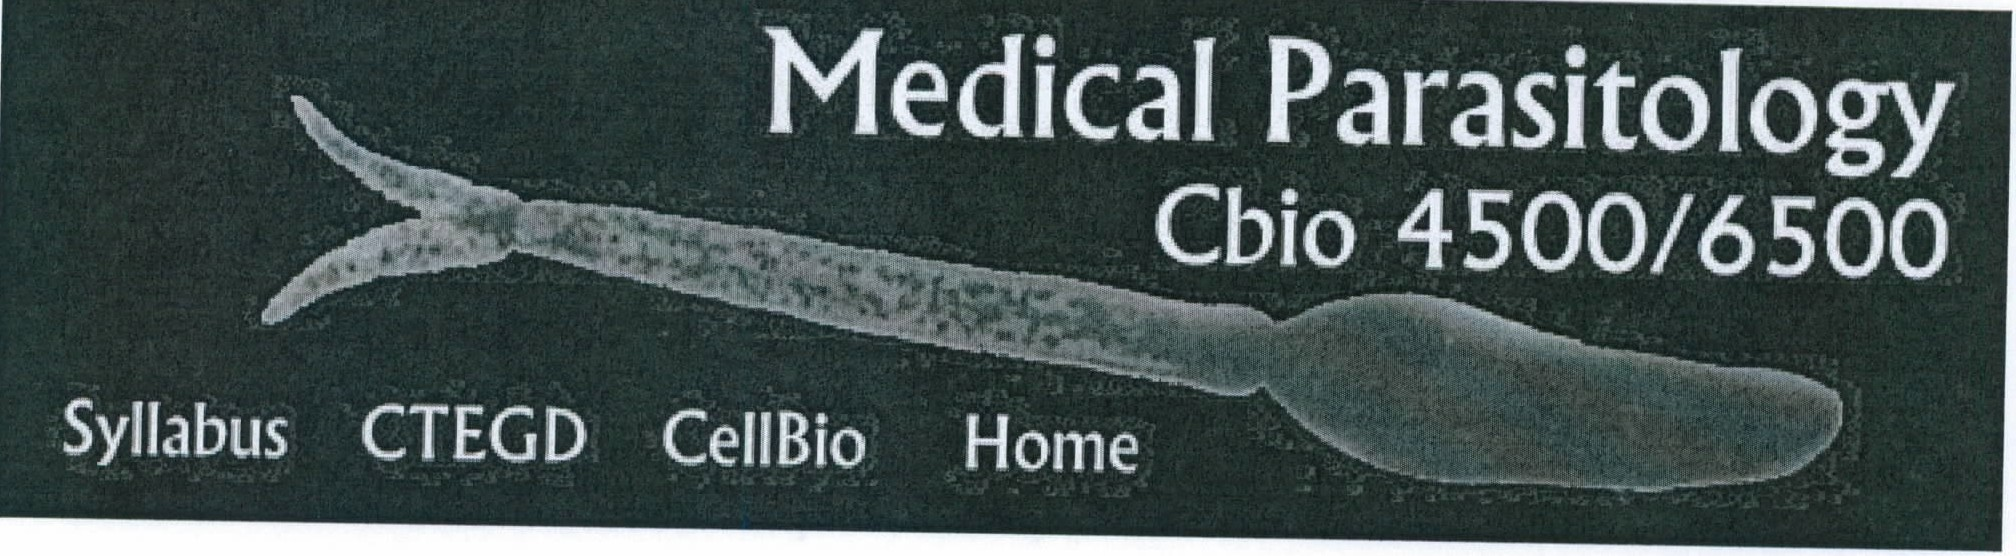 Medical Parasitology
Cbio 4500/6500
Syllabus CTEGD CellBio Home